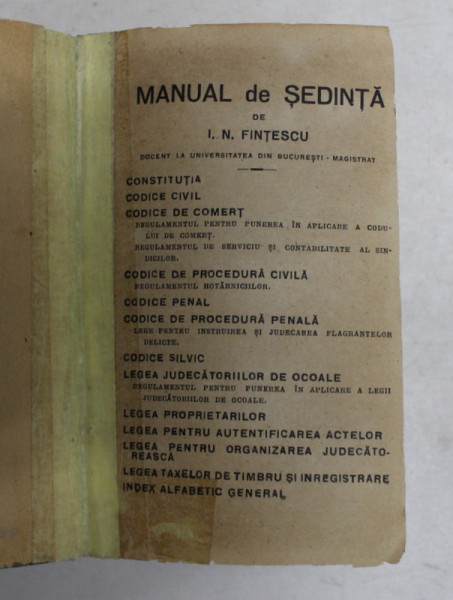 MANUAL de ȘEDINȚĂ
DE
I. N. FINȚESCU
DOCENT LA UNIVERSITATEA DIN BUCUREȘTI - MAGISTRAT
CONSTITUȚIA
CODICE CIVIL
CODICE DE COMERȚ
REGULAMENTUL PENTRU PUNEREA ÎN APLICARE A CODU-
LUI DE COMERȚ.
REGULAMENTUL DE SERVICIU ȘI CONTABILITATE AL SIN-
DICILOR.
CODICE DE PROCEDURĂ CIVILĂ
REGULAMENTUL HOTĂRNICIILOR.
CODICE PENAL
CODICE DE PROCEDURĂ PENALĂ
LEGE PENTRU INSTRUIREA ȘI JUDECAREA FLAGRANTELOR
DELICTE.
CODICE SILVIC
LEGEA JUDECĂTORIILOR DE OCOALE
REGULAMENTUL PENTRU PUNEREA ÎN APLICARE A LEGII
JUDECĂTORIILOR DE OCOALE.
LEGEA PROPRIETARILOR
LEGEA PENTRU AUTENTIFICAREA ACTELOR
LEGEA PENTRU ORGANIZAREA JUDECĂTO-
REASCĂ
LEGEA TAXELOR DE TIMBRU ȘI INREGISTRARE
INDEX ALFABETIC GENERAL